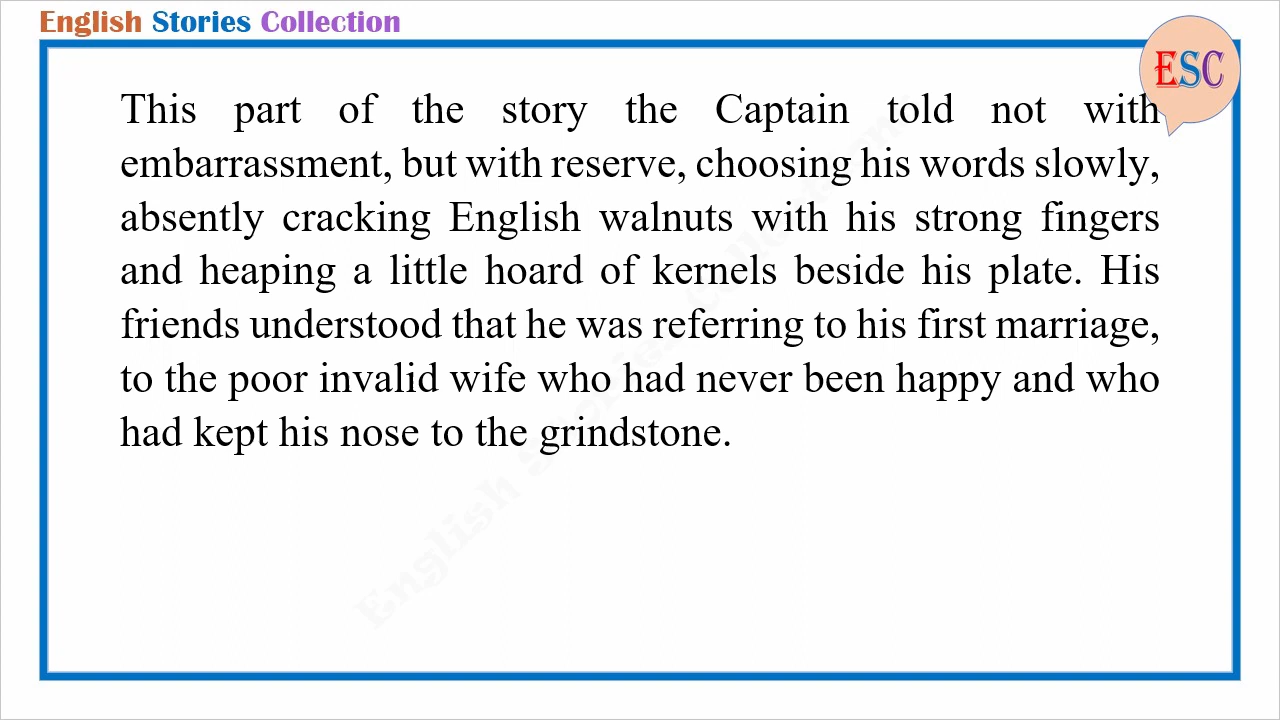 English Stories Collection
ESC
This part of the story the Captain told not with
embarrassment, but with reserve, choosing his words slowly,
absently cracking English walnuts with his strong fingers
and heaping a little hoard of kernels beside his plate. His
friends understood that he was referring to his first marriage,
to the poor invalid wife who had never been happy and who
had kept his nose to the grindstone.
English Stories Collection